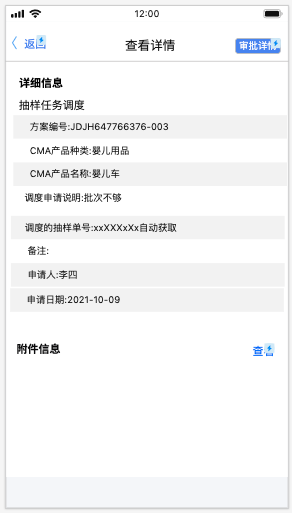 12:00
返回
查看详情
审批详情
详细信息
抽样任务调度
方案编号:JDJH647766376-003
CMA产品种类:婴儿用品
CMA产品名称:婴儿车
调度申请说明:批次不够
调度的抽样单号:xxXXXxXx自动获取
备注:
申请人:李四
申请日期:2021-10-09
附件信息
查看